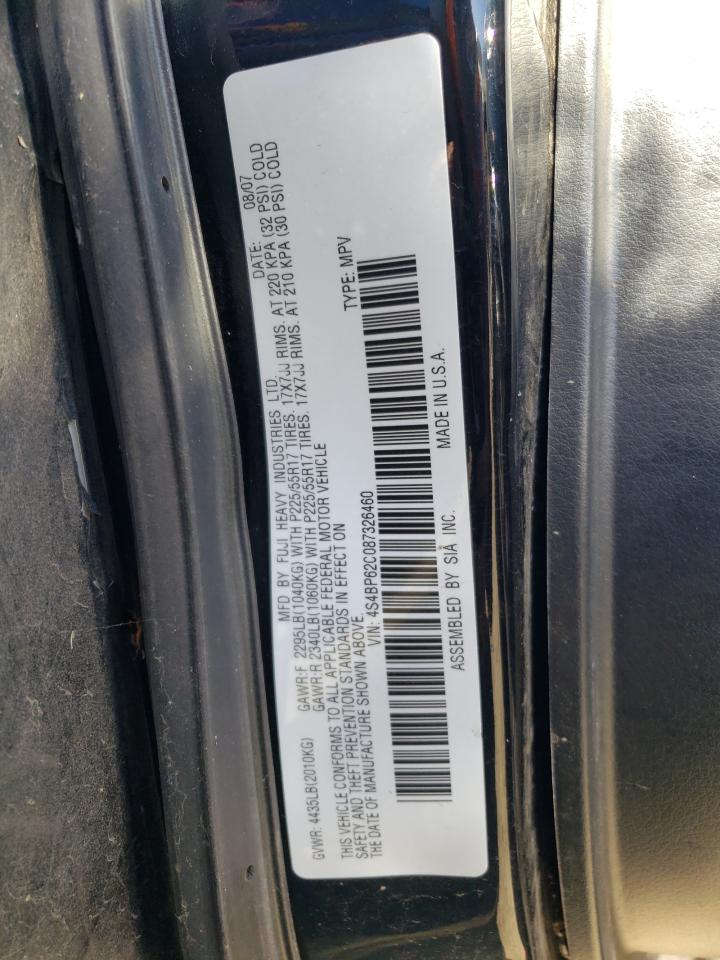 MFD BY FUJI HEAVY INDUSTRIES LTD. DATE: 08/07
GVWR: 4435LB(2010KG) GAWR:F 2295LB(1040KG) WITH P225/55R17 TIRES. 17X7JJ RIMS. AT 220 KPA (32 PSI) COLD
GAWR:R 2340LB(1060KG) WITH P225/55R17 TIRES. 17X7JJ RIMS. AT 210 KPA (30 PSI) COLD
THIS VEHICLE CONFORMS TO ALL APPLICABLE FEDERAL MOTOR VEHICLE
SAFETY AND THEFT PREVENTION STANDARDS IN EFFECT ON
THE DATE OF MANUFACTURE SHOWN ABOVE.
VIN: 4S4BP62C087326460 TYPE: MPV
ASSEMBLED BY SIA INC. MADE IN U.S.A.